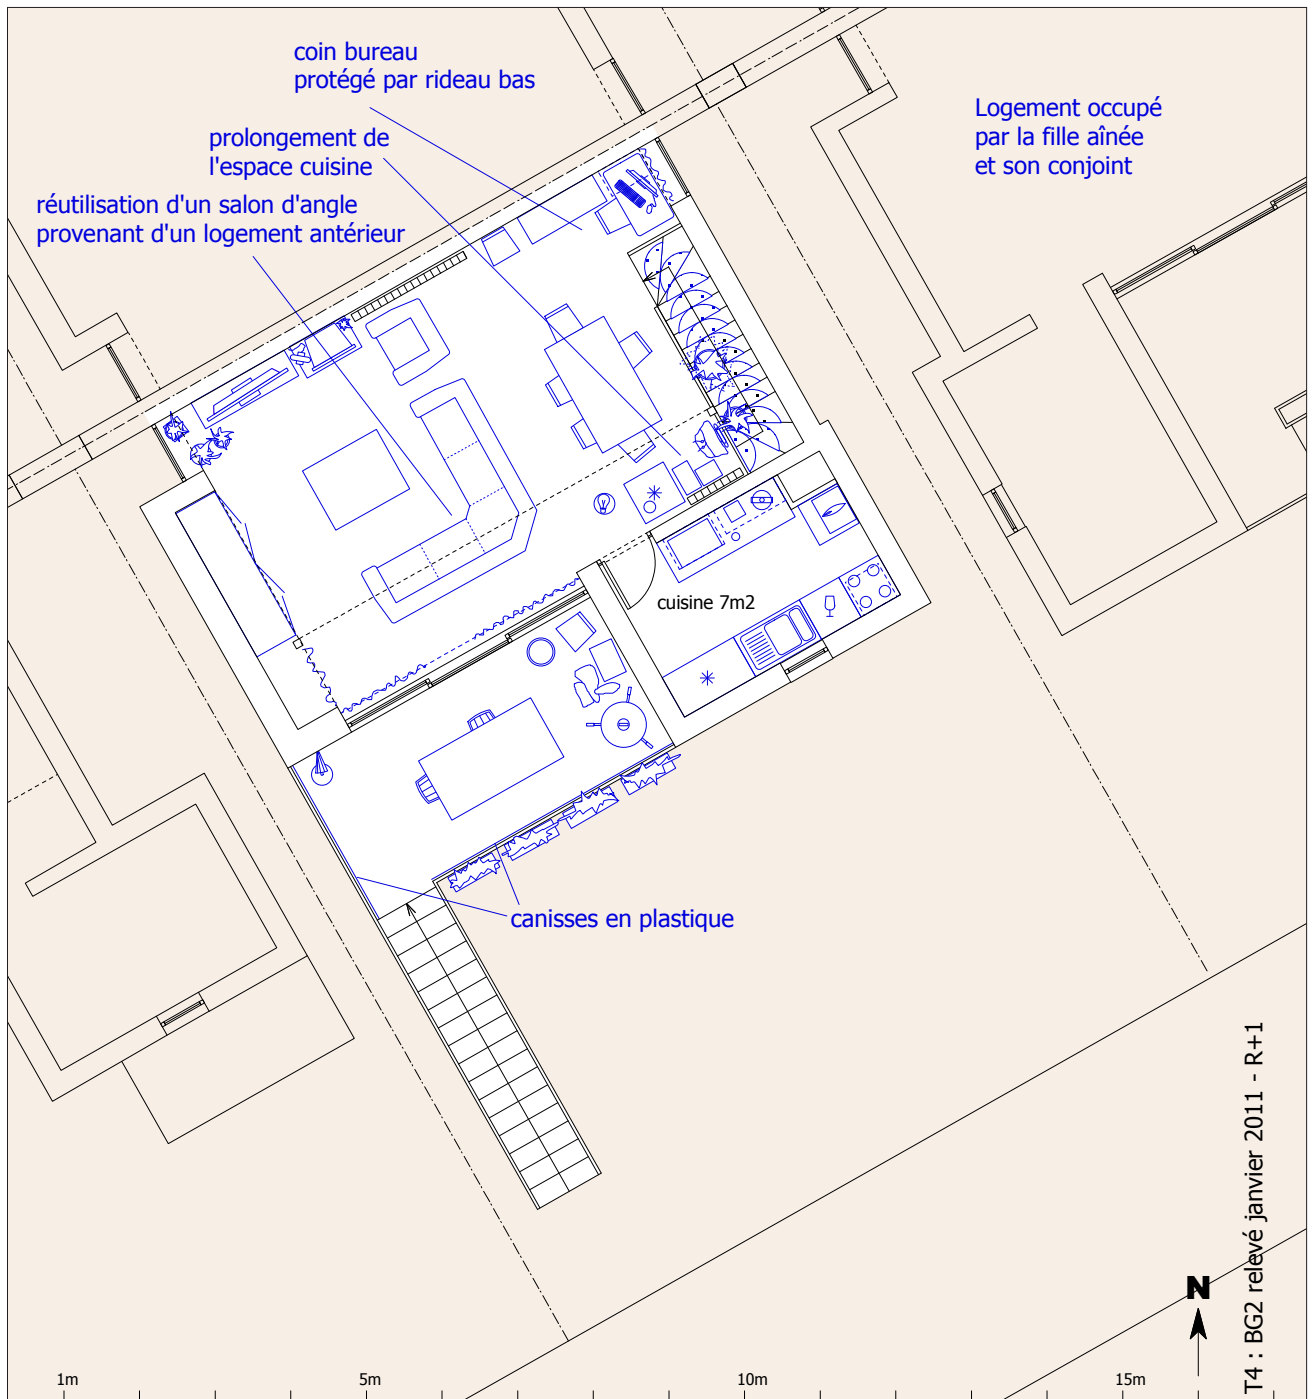 coin bureau
protégé par rideau bas
prolongement de
l'espace cuisine
réutilisation d'un salon d'angle
provenant d'un logement antérieur
Logement occupé
par la fille aînée
et son conjoint
cuisine 7m2
canisses en plastique
T4 : BG2 relevé janvier 2011 - R+1
N
1m
5m
10m
15m